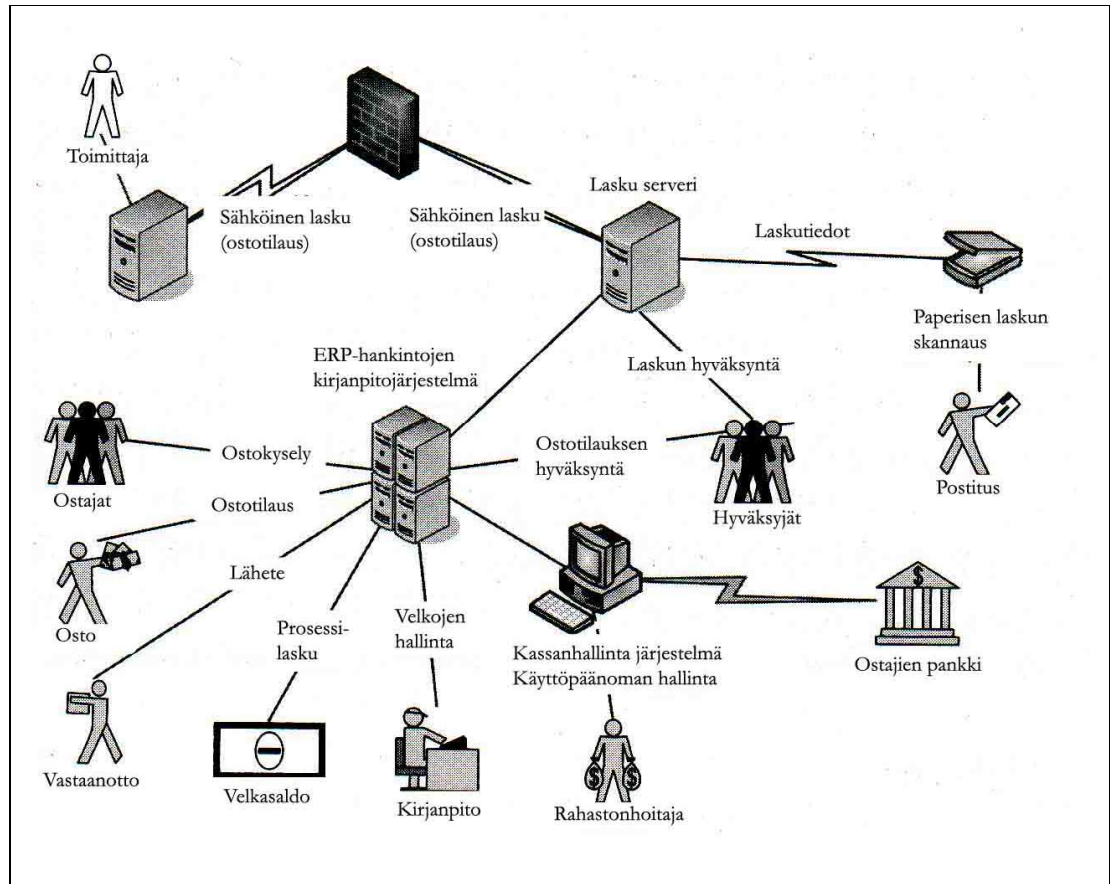 Toimittaja
Sähköinen lasku
(ostotilaus)
Sähköinen lasku
(ostotilaus)
Lasku serveri
Laskutiedot
Paperisen laskun
skannaus
Postitus
ERP-hankintojen
kirjanpitojärjestelmä
Laskun hyväksyntä
Ostajat
Ostokysely
Ostotilauksen
hyväksyntä
Hyväksyjät
Ostotilaus
Osto
Lähete
Vastaanotto
Prosessi-
lasku
Velkasaldo
Velkojen
hallinta
Kirjanpito
Kassanhallinta järjestelmä
Käyttöpäänoman hallinta
$
Ostajien pankki
$ $
Rahastonhoitaja